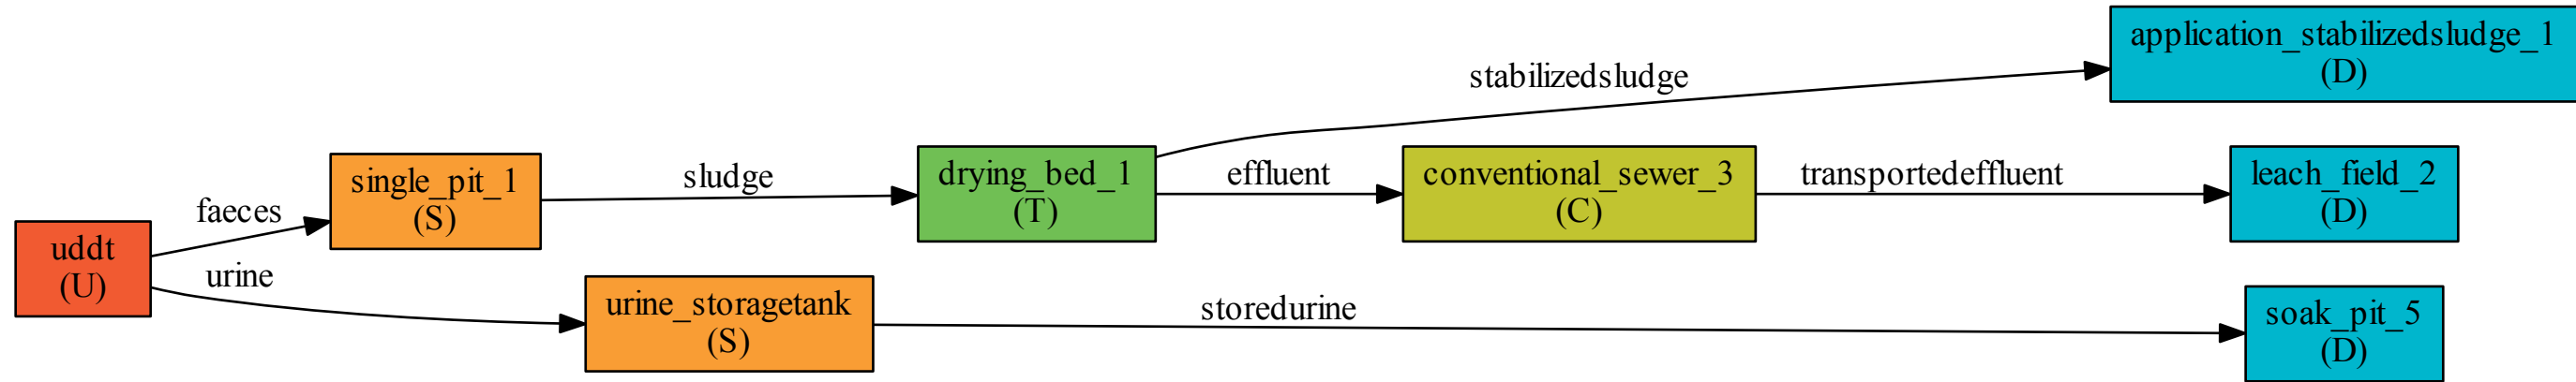 application_stabilizedsludge_1
(D)
stabilizedsludge
single_pit_1
(S)
sludge
drying_bed_1
(T)
effluent
conventional_sewer_3
(C)
transportedeffluent
leach_field_2
(D)
faeces
uddt
(U)
urine
urine_storagetank
(S)
storedurine
soak_pit_5
(D)